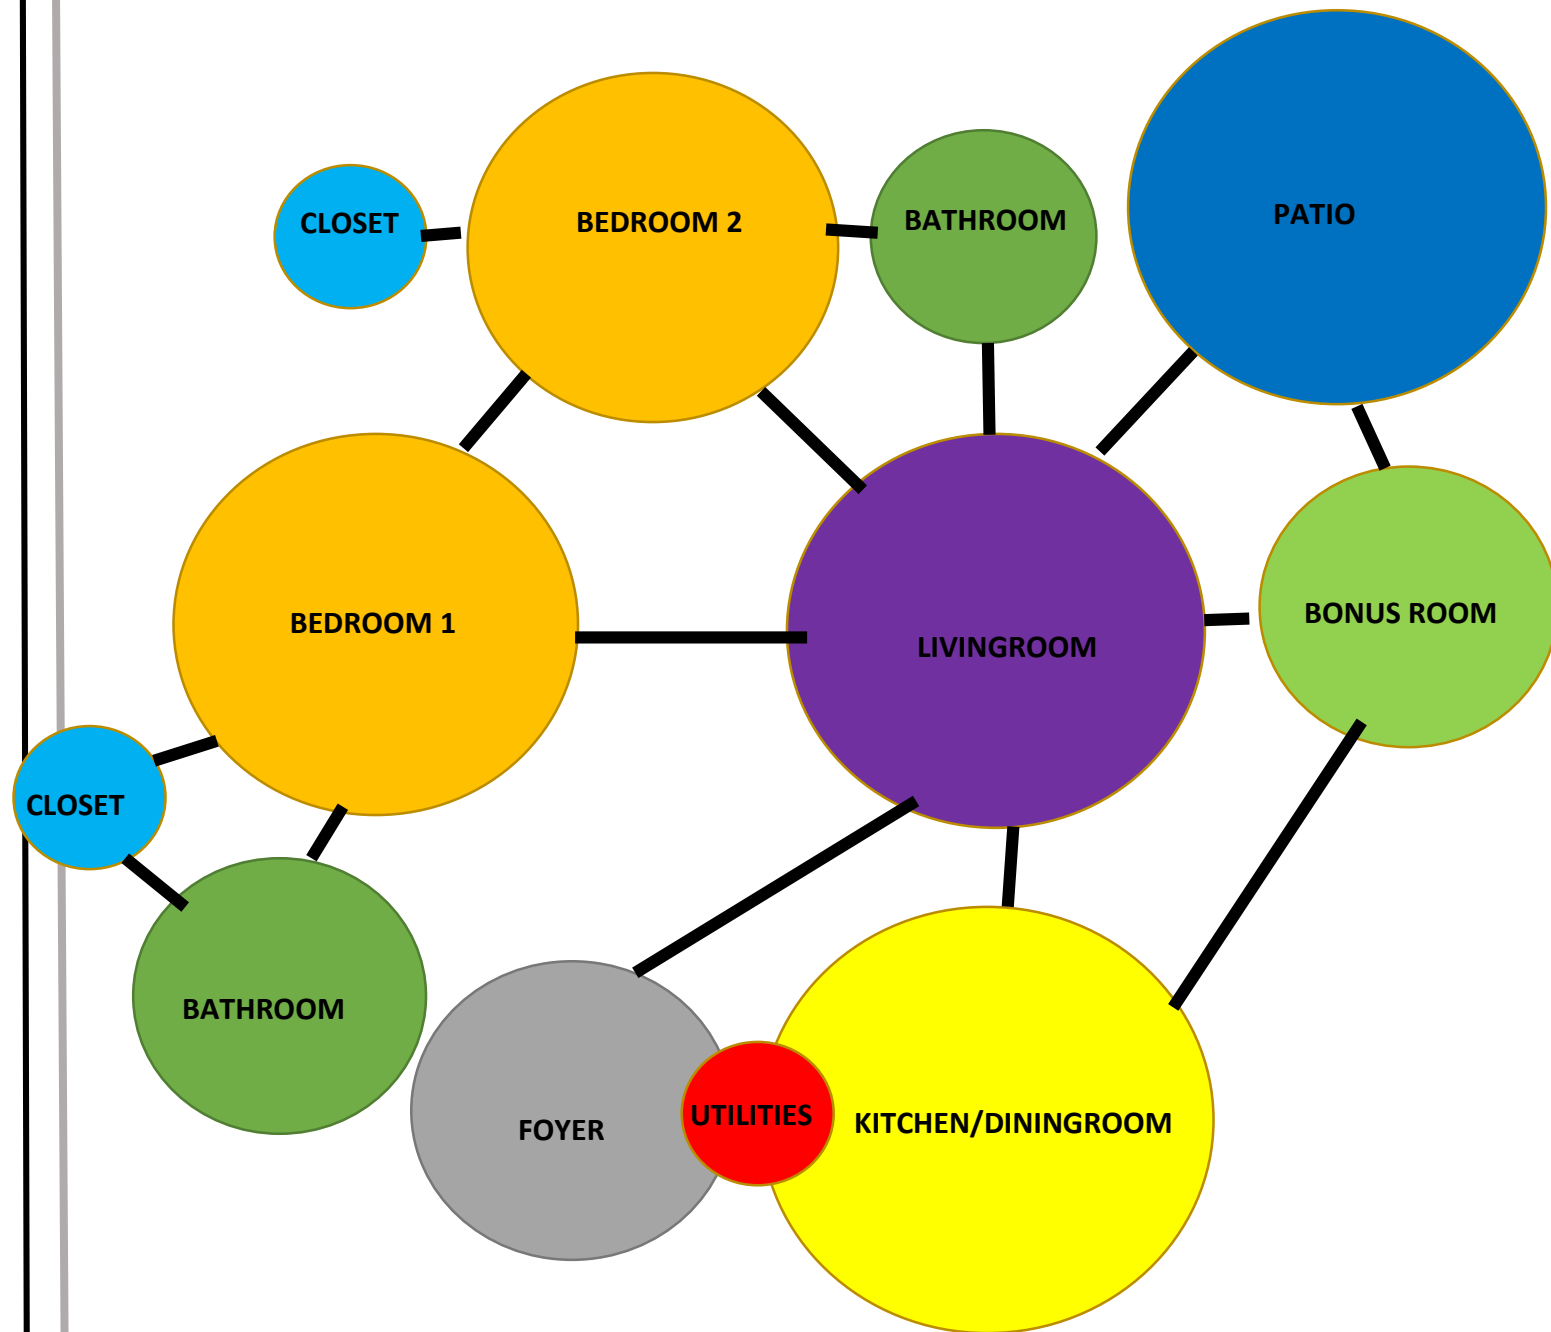 PATIO
CLOSET
BEDROOM 2
BATHROOM
BEDROOM 1
LIVINGROOM
BONUS ROOM
CLOSET
BATHROOM
FOYER
UTILITIES
KITCHEN/DININGROOM